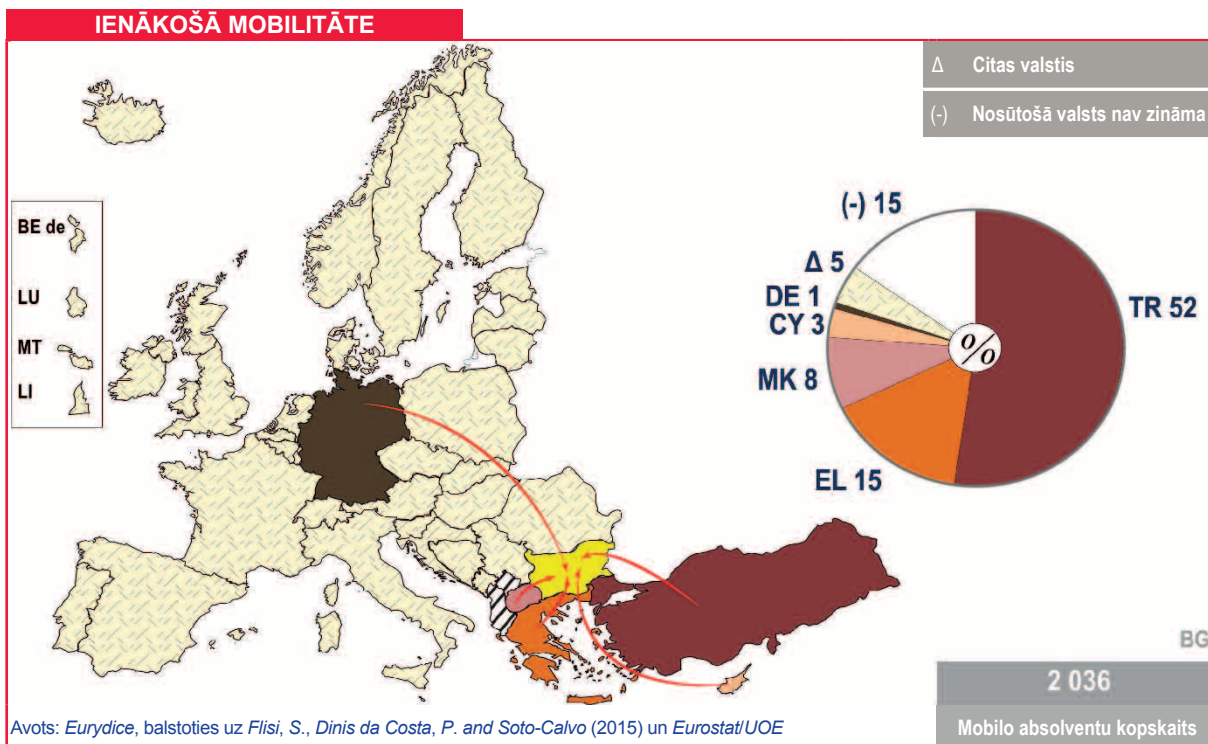 IENĀKOŠĀ MOBILITĀTE
Δ Citas valstis
(-) Nosūtošā valsts nav zināma
BE de
LU
MT
LI
(-) 15
Δ 5
DE 1
CY 3
MK 8
EL 15
TR 52
%
BG
2 036
Mobilo absolventu kopskaits
Avots: Eurydice, balstoties uz Flisi, S., Dinis da Costa, P. and Soto-Calvo (2015) un Eurostat/UOE